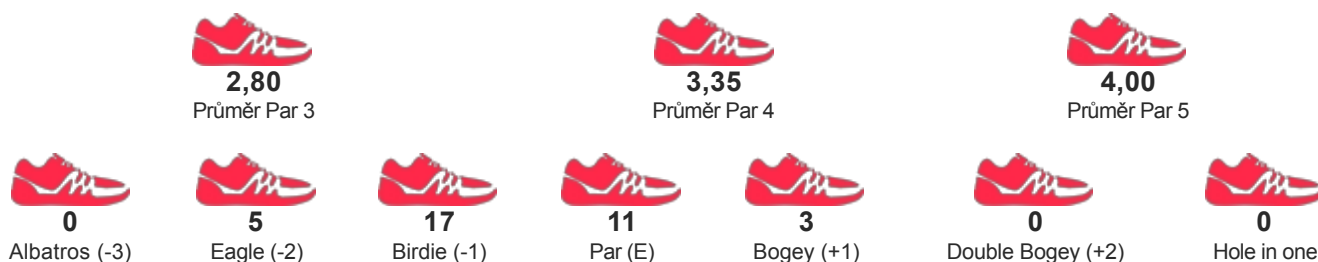 2,80 3,35 4,00
Průměr Par 3 Průměr Par 4 Průměr Par 5
0 5 17 11 3 0 0
Albatros (-3) Eagle (-2) Birdie (-1) Par (E) Bogey (+1) Double Bogey (+2) Hole in one